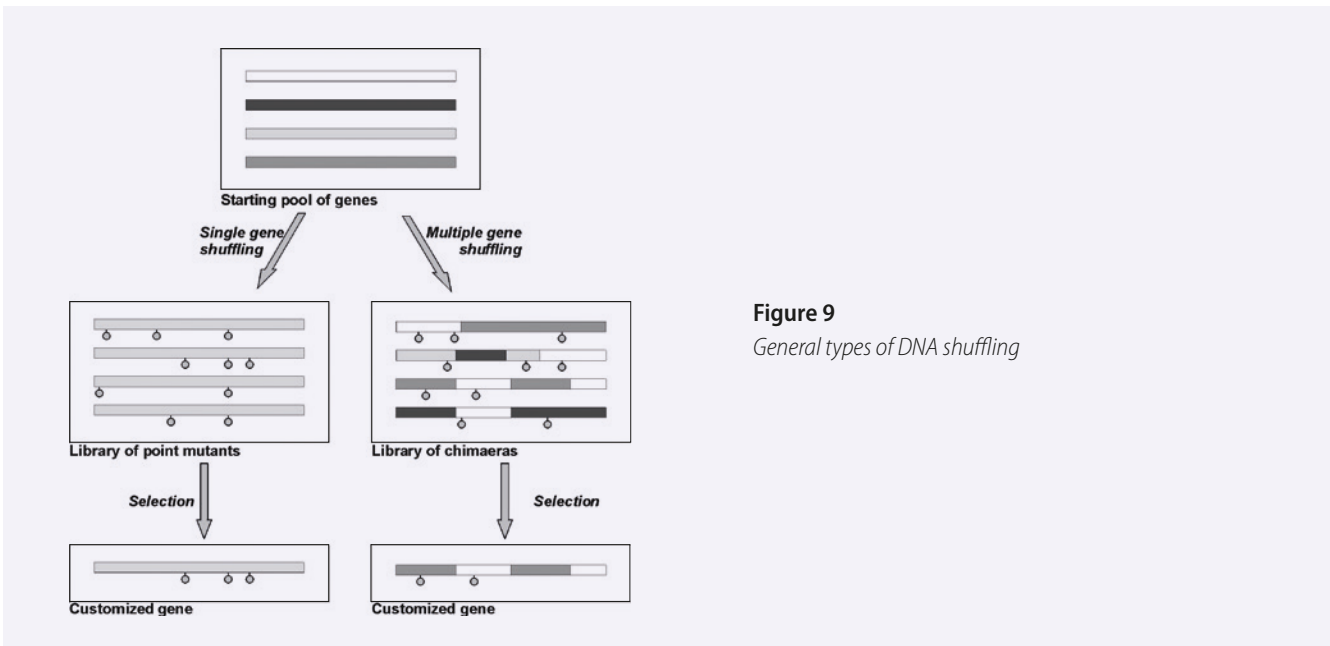 Starting pool of genes
Single gene
shuffling
Multiple gene
shuffling
Library of point mutants
Library of chimaeras
Selection
Selection
Customized gene
Customized gene
Figure 9
General types of DNA shuffling